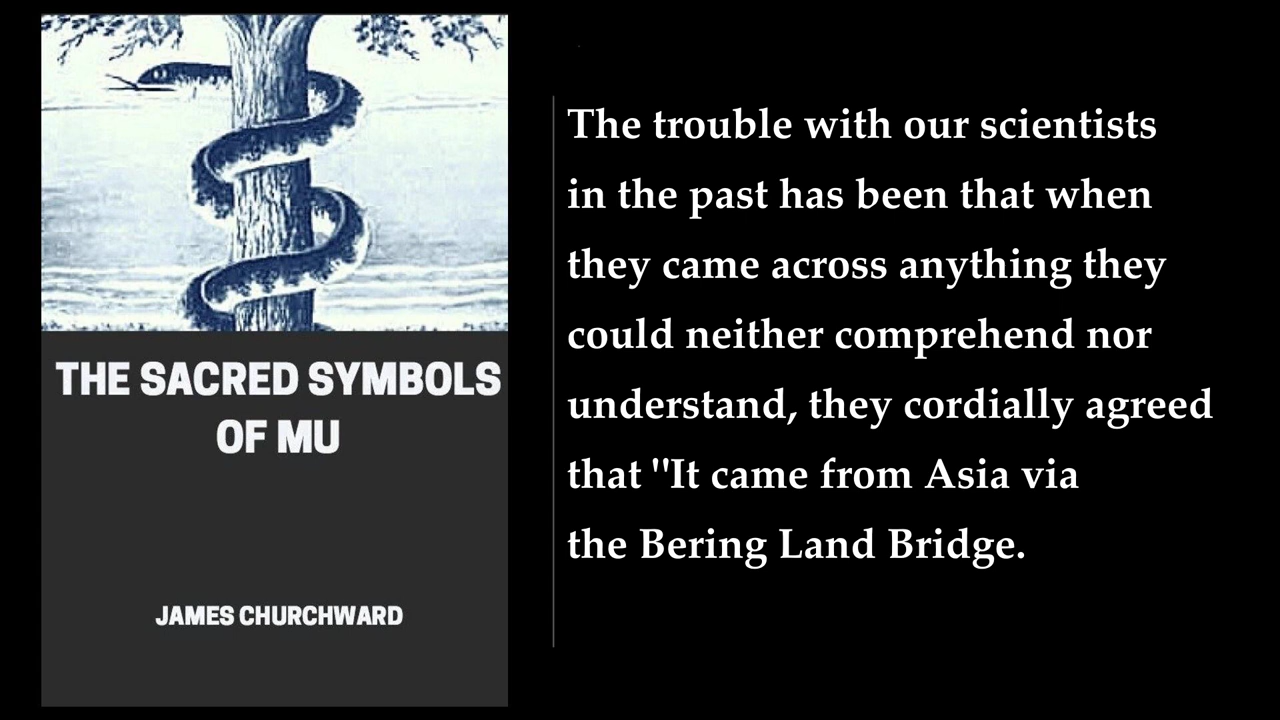 THE SACRED SYMBOLS
OF MU
JAMES CHURCHWARD
The trouble with our scientists
in the past has been that when
they came across anything they
could neither comprehend nor
understand, they cordially agreed
that "It came from Asia via
the Bering Land Bridge.